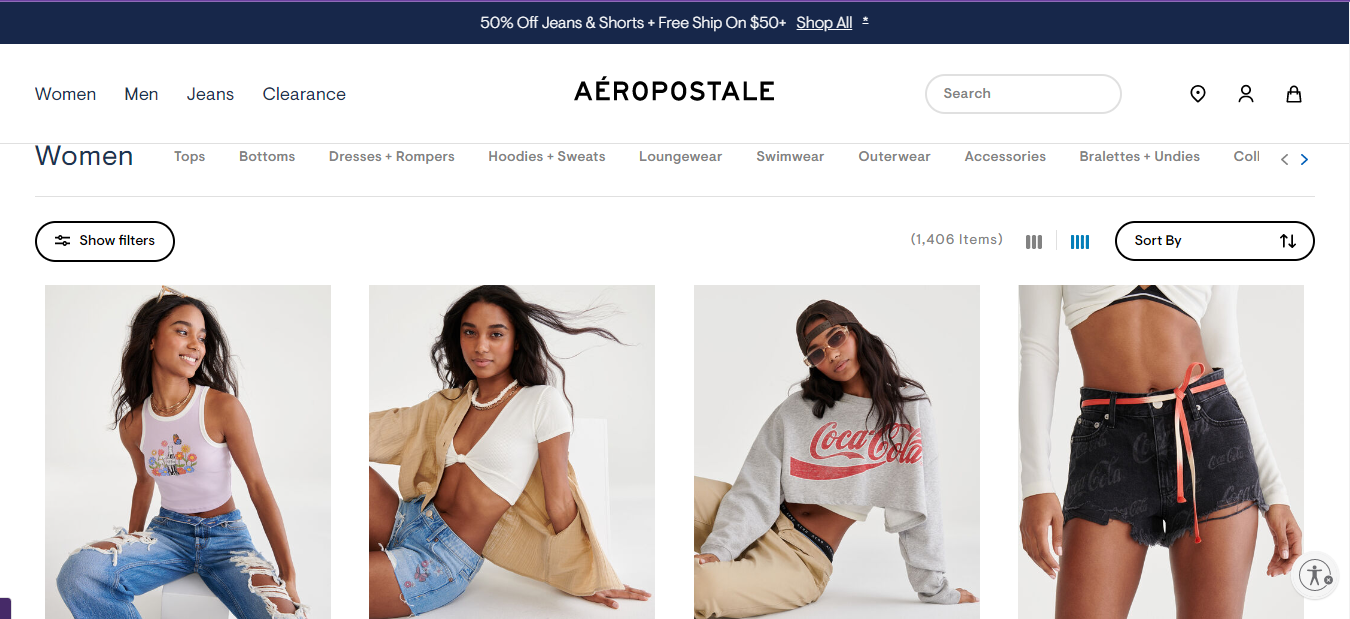 50% Off Jeans & Shorts + Free Ship On $50+ Shop All *
Women Men Jeans Clearance
AÉROPOSTALE
Search
Women Tops Bottoms Dresses + Rompers Hoodies + Sweats Loungewear Swimwear Outerwear Accessories Bralettes + Undies Coll
Show filters
(1,406 Items)
Sort By
Coca-Cola
Coca-Cola